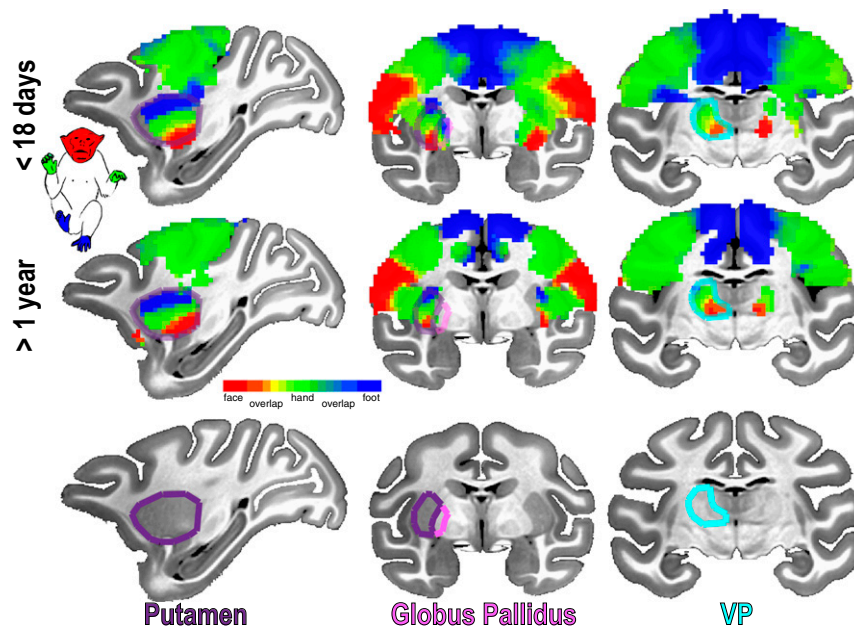 < 18 days
> 1 year
face overlap hand overlap foot
Putamen
Globus Pallidus
VP